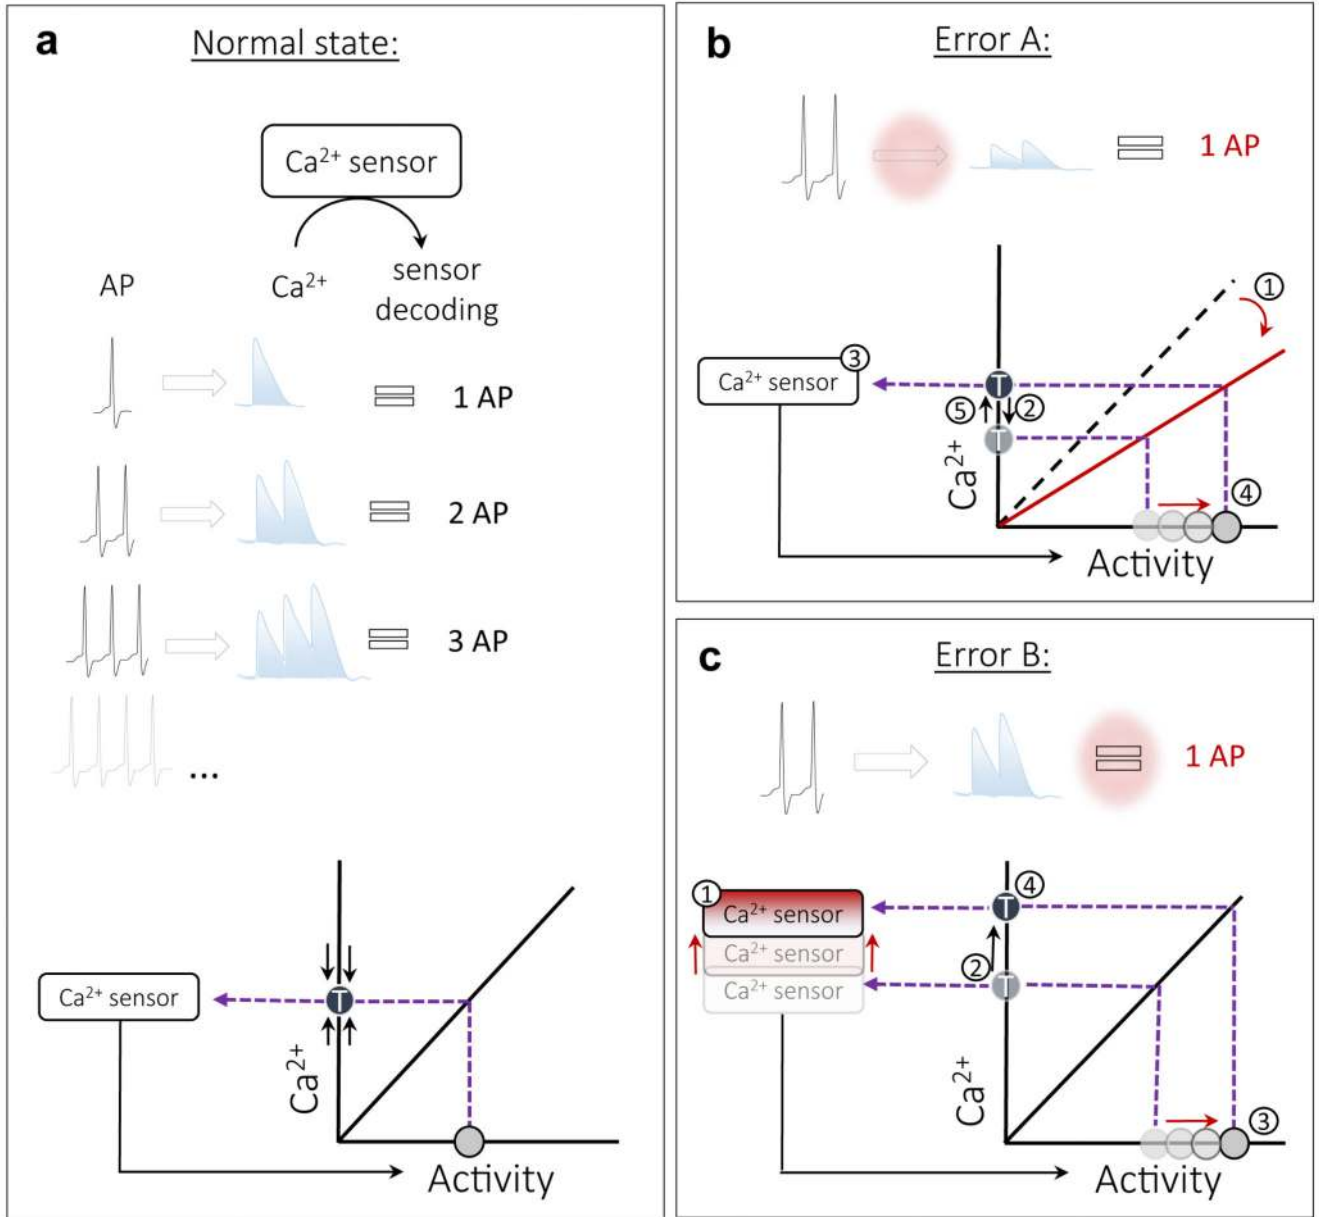 a
Normal state:
Ca²⁺ sensor
AP
Ca²⁺
sensor
decoding
1 AP
2 AP
3 AP
...
T
Ca²⁺ sensor
Ca²⁺
Activity
b
Error A:
1 AP
①
③
Ca²⁺ sensor
T
⑤
②
T
Ca²⁺
④
Activity
c
Error B:
1 AP
①
Ca²⁺ sensor
Ca²⁺ sensor
Ca²⁺ sensor
④
T
②
T
Ca²⁺
③
Activity